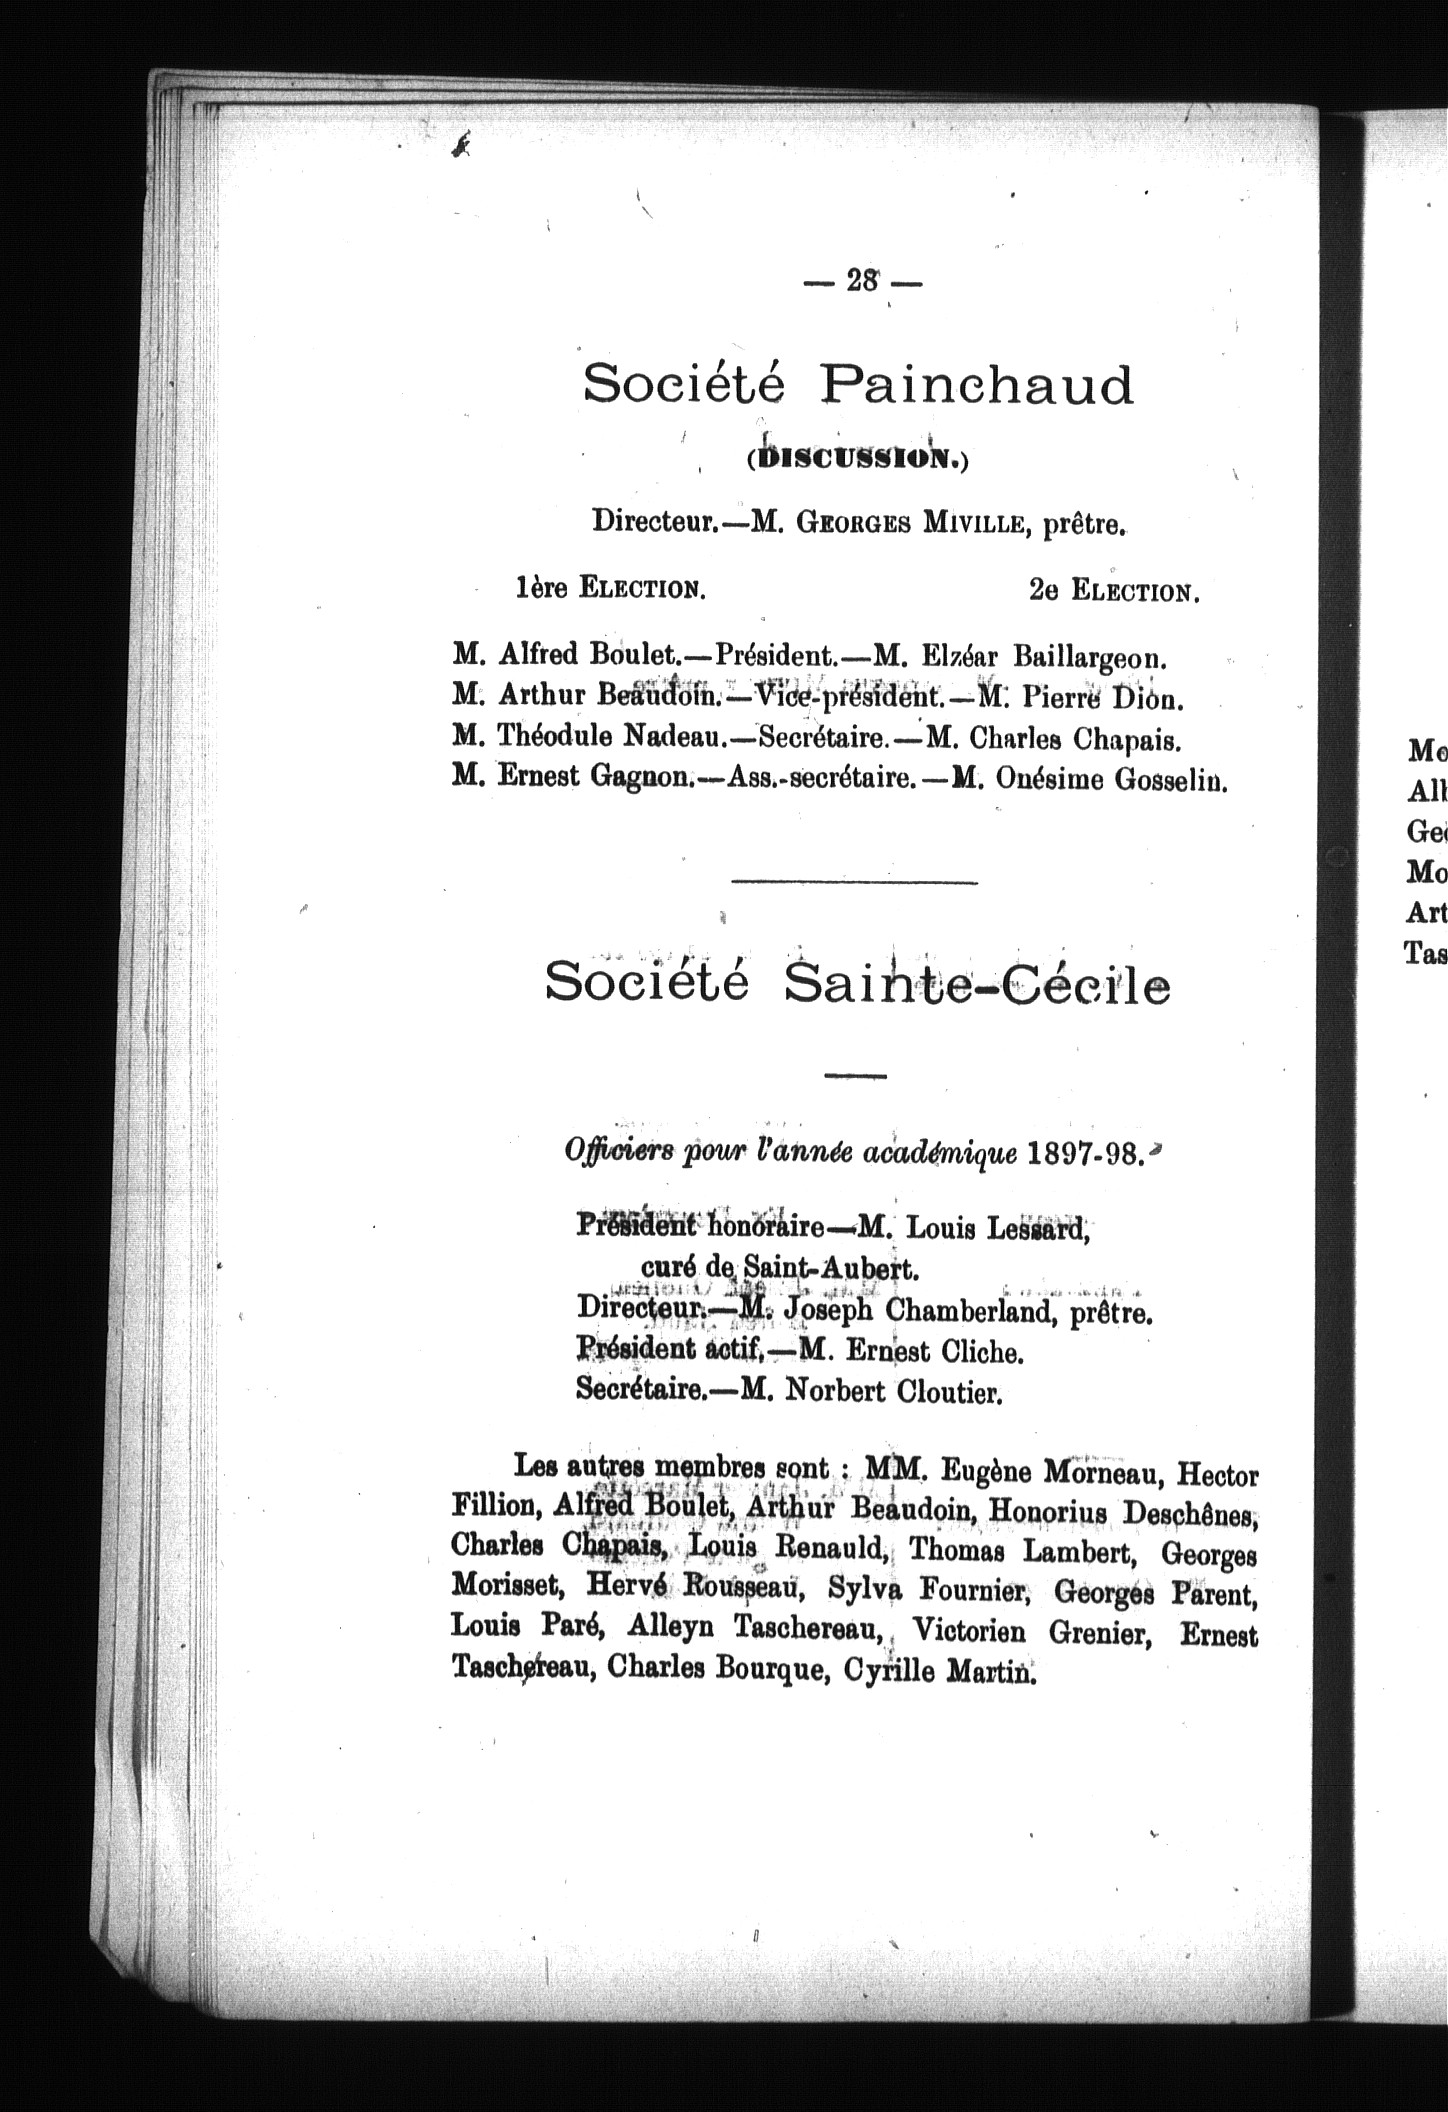 — 28 —
Société Painchaud
(DISCUSSION.)
Directeur.—M. GEORGES MIVILLE, prêtre.
1ère ELECTION. 2e ELECTION.
M. Alfred Boulet.—Président.—M. Elzéar Baillargeon.
M. Arthur Beaudoin.—Vice-président.—M. Pierre Dion.
M. Théodule Nadeau.—Secrétaire.—M. Charles Chapais.
M. Ernest Gagnon.—Ass.-secrétaire.—M. Onésime Gosselin.
Société Sainte-Cécile
Officiers pour l'année académique 1897-98.
Président honoraire—M. Louis Lessard,
curé de Saint-Aubert.
Directeur.—M. Joseph Chamberland, prêtre.
Président actif.—M. Ernest Cliche.
Secrétaire.—M. Norbert Cloutier.
Les autres membres sont : MM. Eugène Morneau, Hector
Fillion, Alfred Boulet, Arthur Beaudoin, Honorius Deschênes,
Charles Chapais, Louis Renauld, Thomas Lambert, Georges
Morisset, Hervé Rousseau, Sylva Fournier, Georges Parent,
Louis Paré, Alleyn Taschereau, Victorien Grenier, Ernest
Taschereau, Charles Bourque, Cyrille Martin.